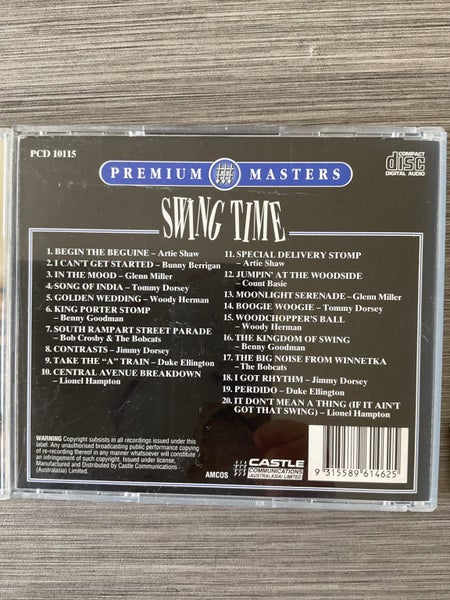 PCD 10115
PREMIUM MASTERS
COMPACT
disc
DIGITAL AUDIO
SWING TIME
1. BEGIN THE BEGUINE – Artie Shaw
2. I CAN'T GET STARTED – Bunny Berrigan
3. IN THE MOOD – Glenn Miller
4. SONG OF INDIA – Tommy Dorsey
5. GOLDEN WEDDING – Woody Herman
6. KING PORTER STOMP
– Benny Goodman
7. SOUTH RAMPART STREET PARADE
– Bob Crosby & The Bobcats
8. CONTRASTS – Jimmy Dorsey
9. TAKE THE “A” TRAIN – Duke Ellington
10. CENTRAL AVENUE BREAKDOWN
– Lionel Hampton
11. SPECIAL DELIVERY STOMP
– Artie Shaw
12. JUMPIN' AT THE WOODSIDE
– Count Basie
13. MOONLIGHT SERENADE – Glenn Miller
14. BOOGIE WOOGIE – Tommy Dorsey
15. WOODCHOPPER'S BALL
– Woody Herman
16. THE KINGDOM OF SWING
– Benny Goodman
17. THE BIG NOISE FROM WINNETKA
– The Bobcats
18. I GOT RHYTHM – Jimmy Dorsey
19. PERDIDO – Duke Ellington
20. IT DON'T MEAN A THING (IF IT AIN'T
GOT THAT SWING) – Lionel Hampton
WARNING Copyright subsists in all recordings issued under this
label. Any unauthorised broadcasting public performance copying
of re-recording thereof in any manner whatsoever will constitute
an infringement of such copyright. Issued under license.
Manufactured and Distributed by Castle Communications -
(Australasia) Limited.
AMCOS
CASTLE
COMMUNICATIONS
(AUSTRALASIA) LIMITED
9 315589 614625